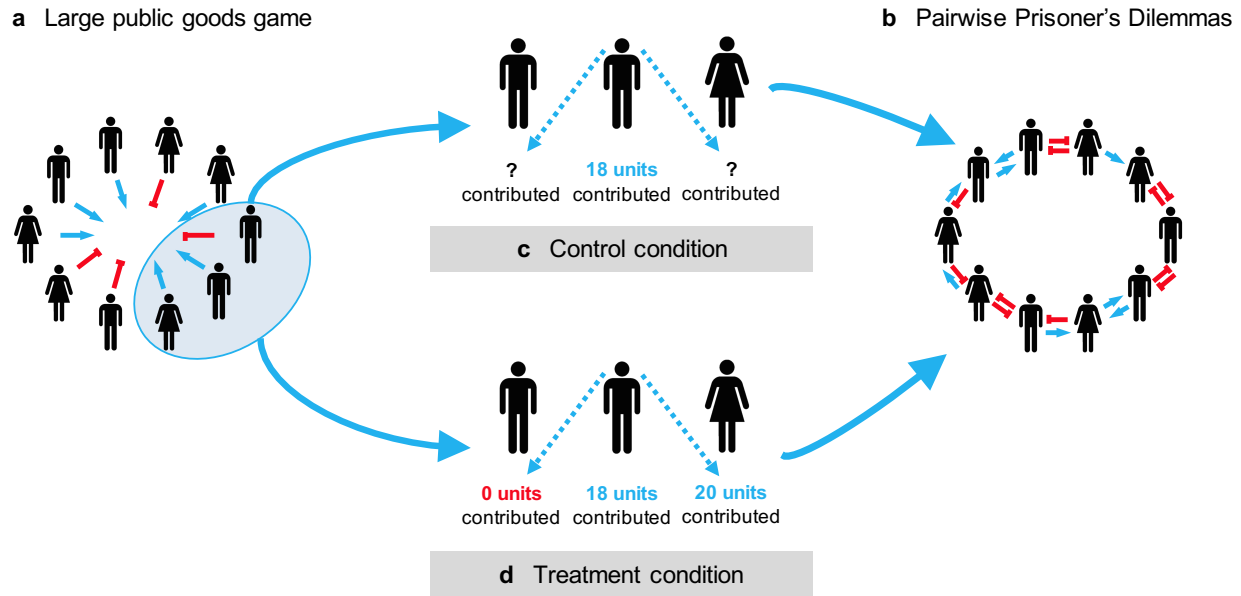 a Large public goods game
b Pairwise Prisoner's Dilemmas
? 18 units ?
contributed contributed contributed
c Control condition
0 units 18 units 20 units
contributed contributed contributed
d Treatment condition